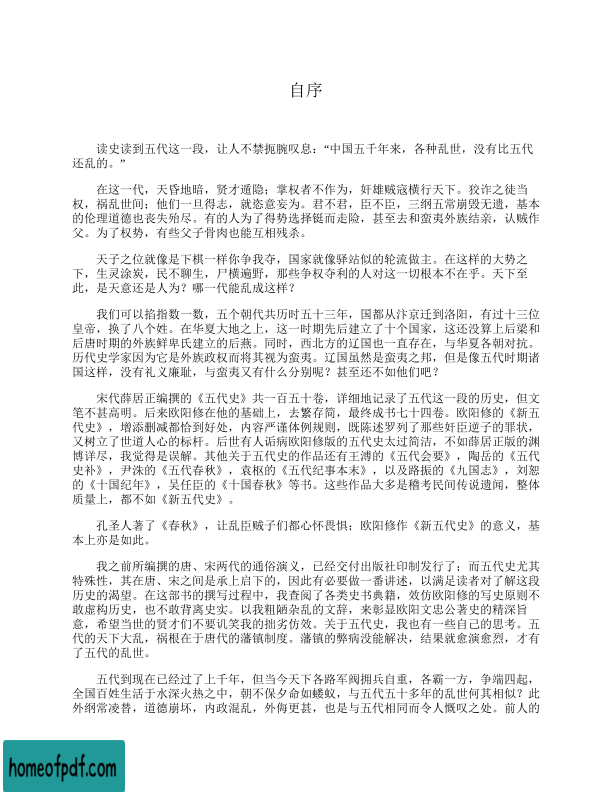 自序
读史读到五代这一段，让人不禁扼腕叹息：“中国五千年来，各种乱世，没有比五代
还乱的。”
在这一代，天昏地暗，贤才遁隐；掌权者不作为，奸雄贼寇横行天下。狡诈之徒当
权，祸乱世间；他们一旦得志，就恣意妄为。君不君，臣不臣，三纲五常崩毁无遗，基本
的伦理道德也丧失殆尽。有的人为了得势选择铤而走险，甚至去和蛮夷外族结亲，认贼作
父。为了权势，有些父子骨肉也能互相残杀。
天子之位就像是下棋一样你争我夺，国家就像驿站似的轮流做主。在这样的大势之
下，生灵涂炭，民不聊生，尸横遍野，那些争权夺利的人对这一切根本不在乎。天下至
此，是天意还是人为？哪一代能乱成这样？
我们可以掐指数一数，五个朝代共历时五十三年，国都从汴京迁到洛阳，有过十三位
皇帝，换了八个姓。在华夏大地之上，这一时期先后建立了十个国家，这还没算上后梁和
后唐时期的外族鲜卑氏建立的后燕。同时，西北方的辽国也一直存在，与华夏各朝对抗。
历代史学家因为它是外族政权而将其视为蛮夷。辽国虽然是蛮夷之邦，但是像五代时期诸
国这样，没有礼义廉耻，与蛮夷又有什么分别呢？甚至还不如他们吧？
宋代薛居正编撰的《五代史》共一百五十卷，详细地记录了五代这一段的历史，但文
笔不甚高明。后来欧阳修在他的基础上，去繁存简，最终成书七十四卷。欧阳修的《新五
代史》，增添删减都恰到好处，内容严谨体例规则，既陈述罗列了那些奸臣逆子的罪状，
又树立了世道人心的标杆。后世有人诟病欧阳修版的五代史太过简洁，不如薛居正版的渊
博详尽，我觉得是误解。其他关于五代史的作品还有王溥的《五代会要》，陶岳的《五代
史补》，尹洙的《五代春秋》，袁枢的《五代纪事本末》，以及路振的《九国志》，刘恕
的《十国纪年》，吴任臣的《十国春秋》等书。这些作品大多是稽考民间传说遗闻，整体
质量上，都不如《新五代史》。
孔圣人著了《春秋》，让乱臣贼子们都心怀畏惧；欧阳修作《新五代史》的意义，基
本上亦是如此。
我之前所编撰的唐、宋两代的通俗演义，已经交付出版社印制发行了；而五代史尤其
特殊性，其在唐、宋之间是承上启下的，因此有必要做一番讲述，以满足读者对了解这段
历史的渴望。在这部书的撰写过程中，我查阅了各类史书典籍，效仿欧阳修的写史原则不
敢虚构历史，也不敢背离史实。以我粗陋杂乱的文辞，来彰显欧阳文忠公著史的精深旨
意，希望当世的贤才们不要讥笑我的拙劣仿效。关于五代史，我也有一些自己的思考。五
代的天下大乱，祸根在于唐代的藩镇制度。藩镇的弊病没能解决，结果就愈演愈烈，才有
了五代的乱世。
五代到现在已经过了上千年，但当今天下各路军阀拥兵自重，各霸一方，争端四起，
全国百姓生活于水深火热之中，朝不保夕命如蝼蚁，与五代五十多年的乱世何其相似？此
外纲常凌替，道德崩坏，内政混乱，外侮更甚，也是与五代相同而令人慨叹之处。前人的
homeofpdf.com